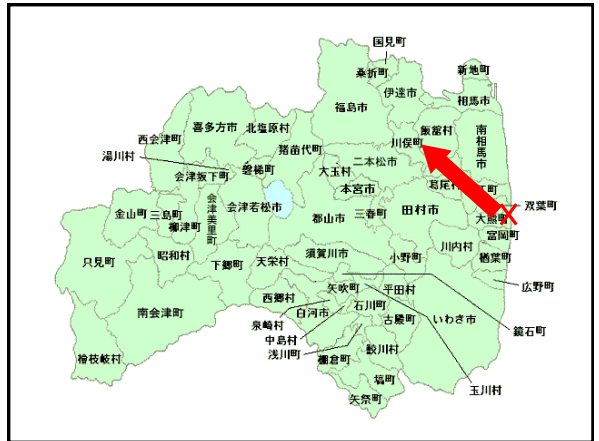 国見町
桑折町
新地町
伊達市
相馬市
福島市
飯舘村
南相馬市
川俣町
喜多方市
北塩原村
西会津町
猪苗代町
湯川村
二本松市
大玉村
磐梯町
会津坂下町
本宮市
葛尾村
江町
双葉町
会津美里町
会津若松市
田村市
三春町
郡山市
大熊町
金山町
三島町
柳津町
富岡町
川内村
須賀川市
小野町
楢葉町
昭和村
天栄村
下郷町
只見町
広野町
矢吹町
平田村
西郷村
石川町
白河市
南会津町
古殿町
いわき市
泉崎村
鏡石町
中島村
浅川町
鮫川村
棚倉町
檜枝岐村
塙町
玉川村
矢祭町